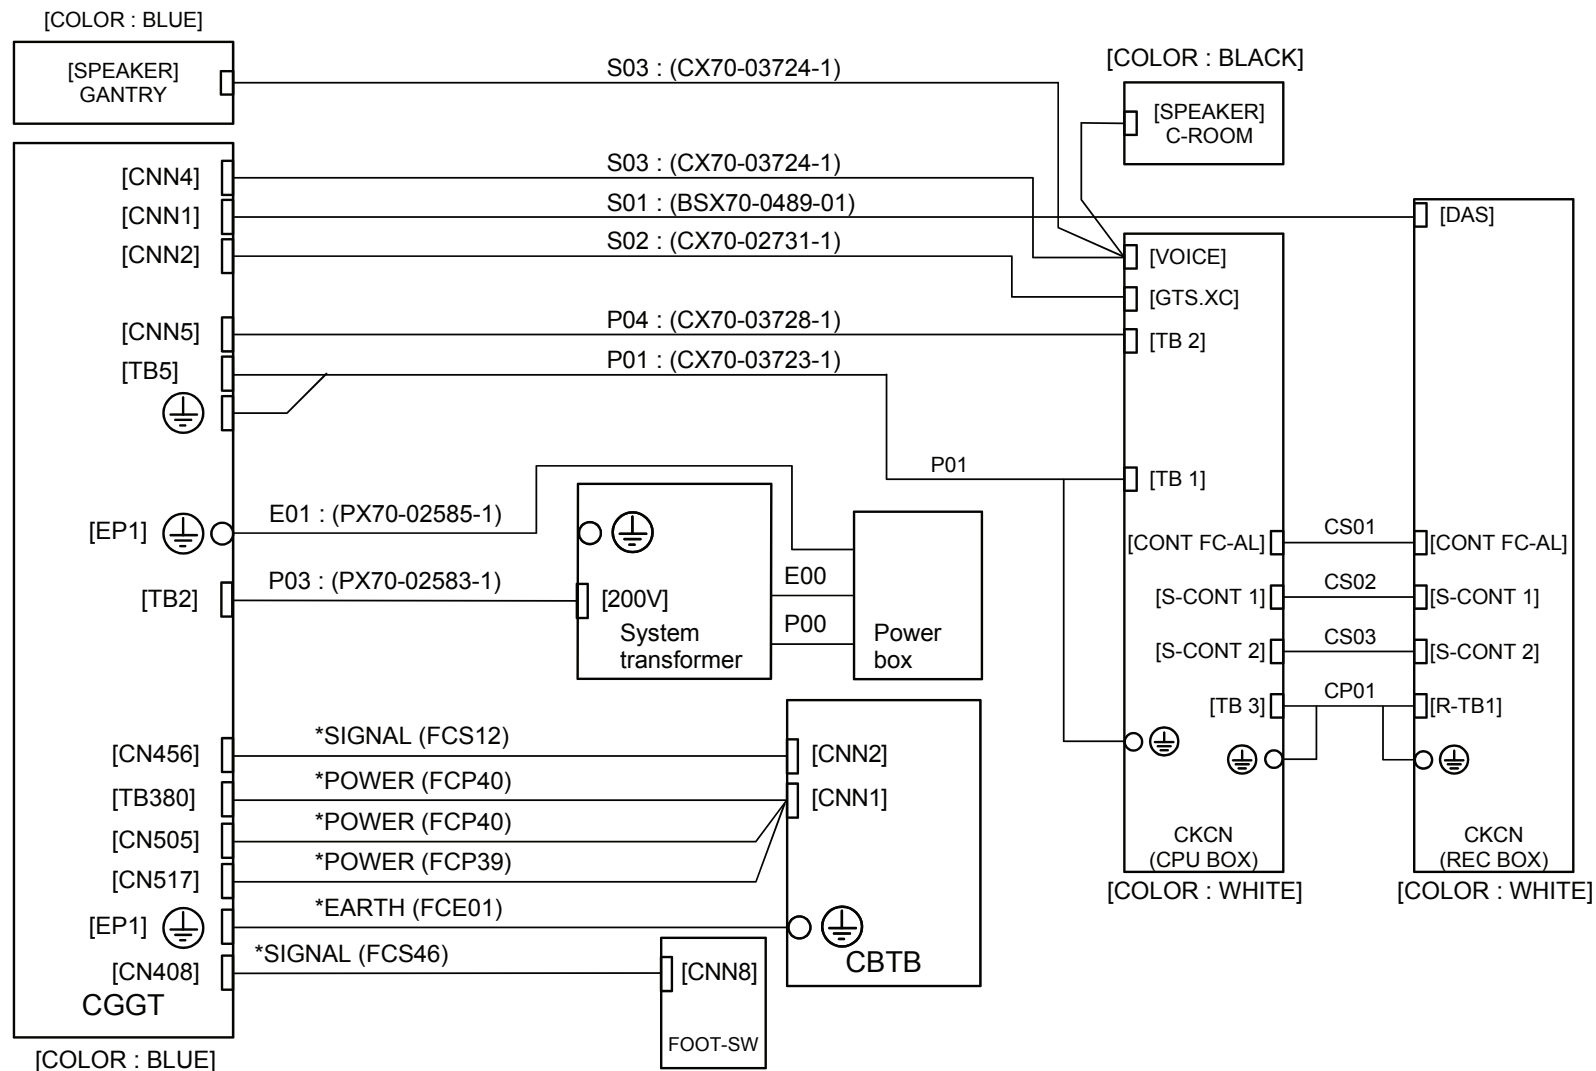 [COLOR : BLUE]
[SPEAKER]
GANTRY
S03 : (CX70-03724-1)
[COLOR : BLACK]
[SPEAKER]
C-ROOM
[CNN4]
S03 : (CX70-03724-1)
[CNN1]
S01 : (BSX70-0489-01)
[DAS]
[CNN2]
S02 : (CX70-02731-1)
[VOICE]
[GTS.XC]
[CNN5]
P04 : (CX70-03728-1)
[TB 2]
[TB5]
P01 : (CX70-03723-1)
P01
[TB 1]
[EP1]
E01 : (PX70-02585-1)
[CONT FC-AL]
CS01
[CONT FC-AL]
[TB2]
P03 : (PX70-02583-1)
[200V]
System
transformer
E00
P00
Power
box
[S-CONT 1]
CS02
[S-CONT 1]
[S-CONT 2]
CS03
[S-CONT 2]
[TB 3]
CP01
[R-TB1]
[CN456]
*SIGNAL (FCS12)
[CNN2]
[TB380]
*POWER (FCP40)
[CNN1]
[CN505]
*POWER (FCP40)
[CN517]
*POWER (FCP39)
[EP1]
*EARTH (FCE01)
CBTB
[CN408]
*SIGNAL (FCS46)
[CNN8]
FOOT-SW
CGGT
[COLOR : BLUE]
CKCN
(CPU BOX)
[COLOR : WHITE]
CKCN
(REC BOX)
[COLOR : WHITE]